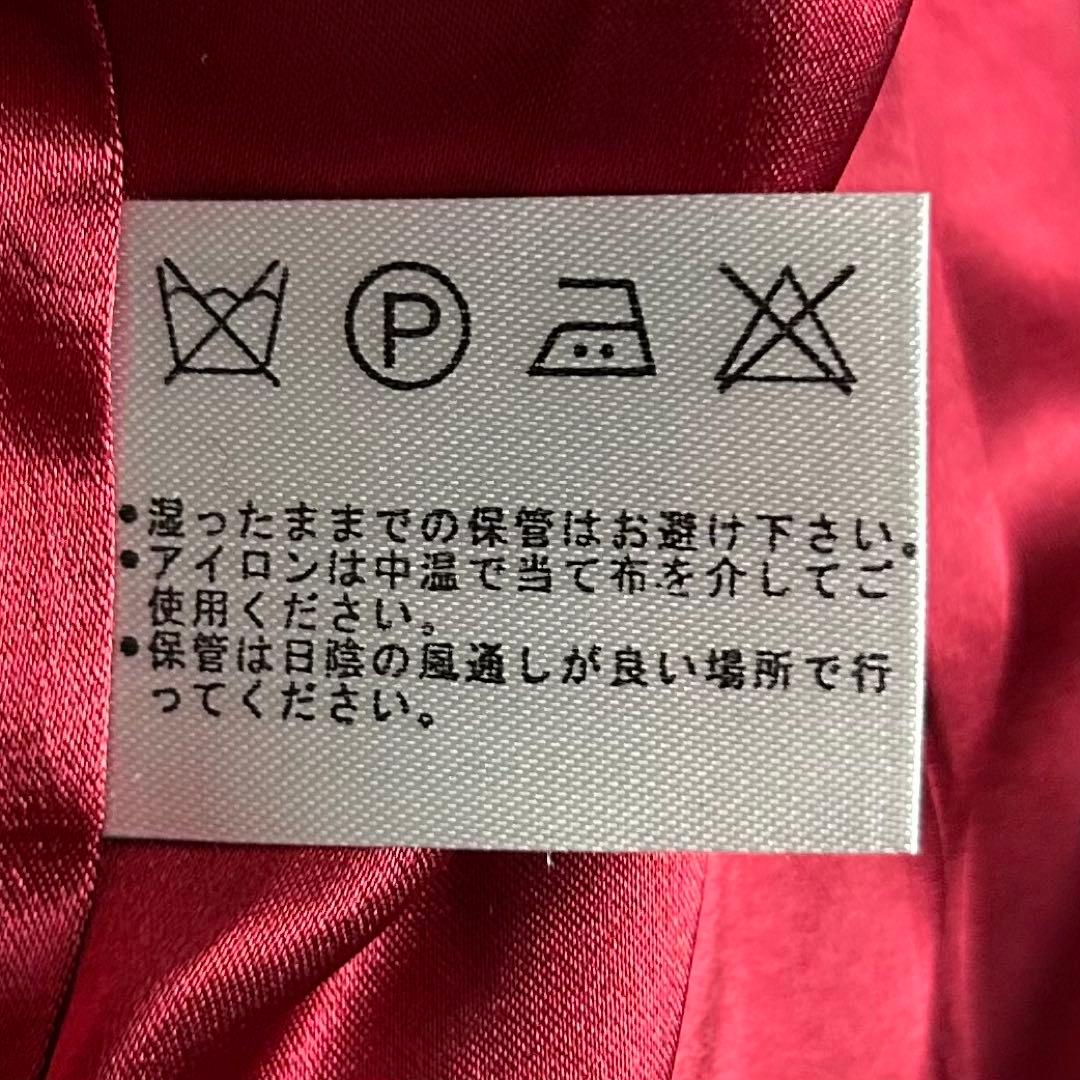 P
•湿ったままでの保管はお避け下さい。
•アイロンは中温で当て布を介してご
使用ください。
•保管は日陰の風通しが良い場所で行
ってください。